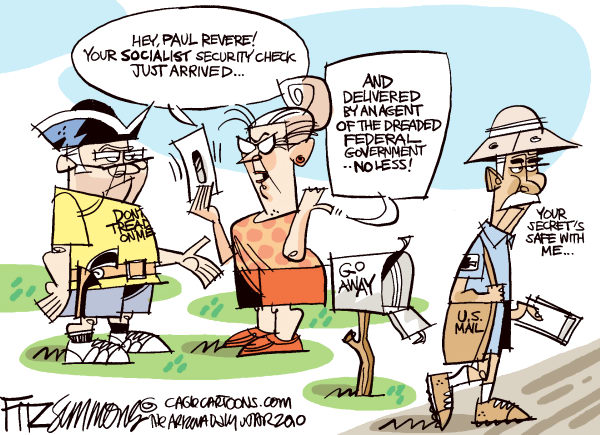 HEY, PAUL REVERE!
YOUR SOCIALIST SECURITY CHECK
JUST ARRIVED...
AND
DELIVERED
BY AN AGENT
OF THE DREADED
FEDERAL
GOVERNMENT
..NO LESS!
DON'T
TREAD
ON ME
GO
AWAY
YOUR
SECRET'S
SAFE WITH
ME...
U.S.
MAIL
FITZSIMMONS © CAGLECARTOONS.COM
THE ARIZONA DAILY STAR 2010